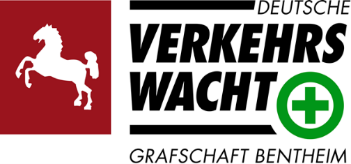 DEUTSCHE
VERKEHRS
WACHT
GRAFSCHAFT BENTHEIM